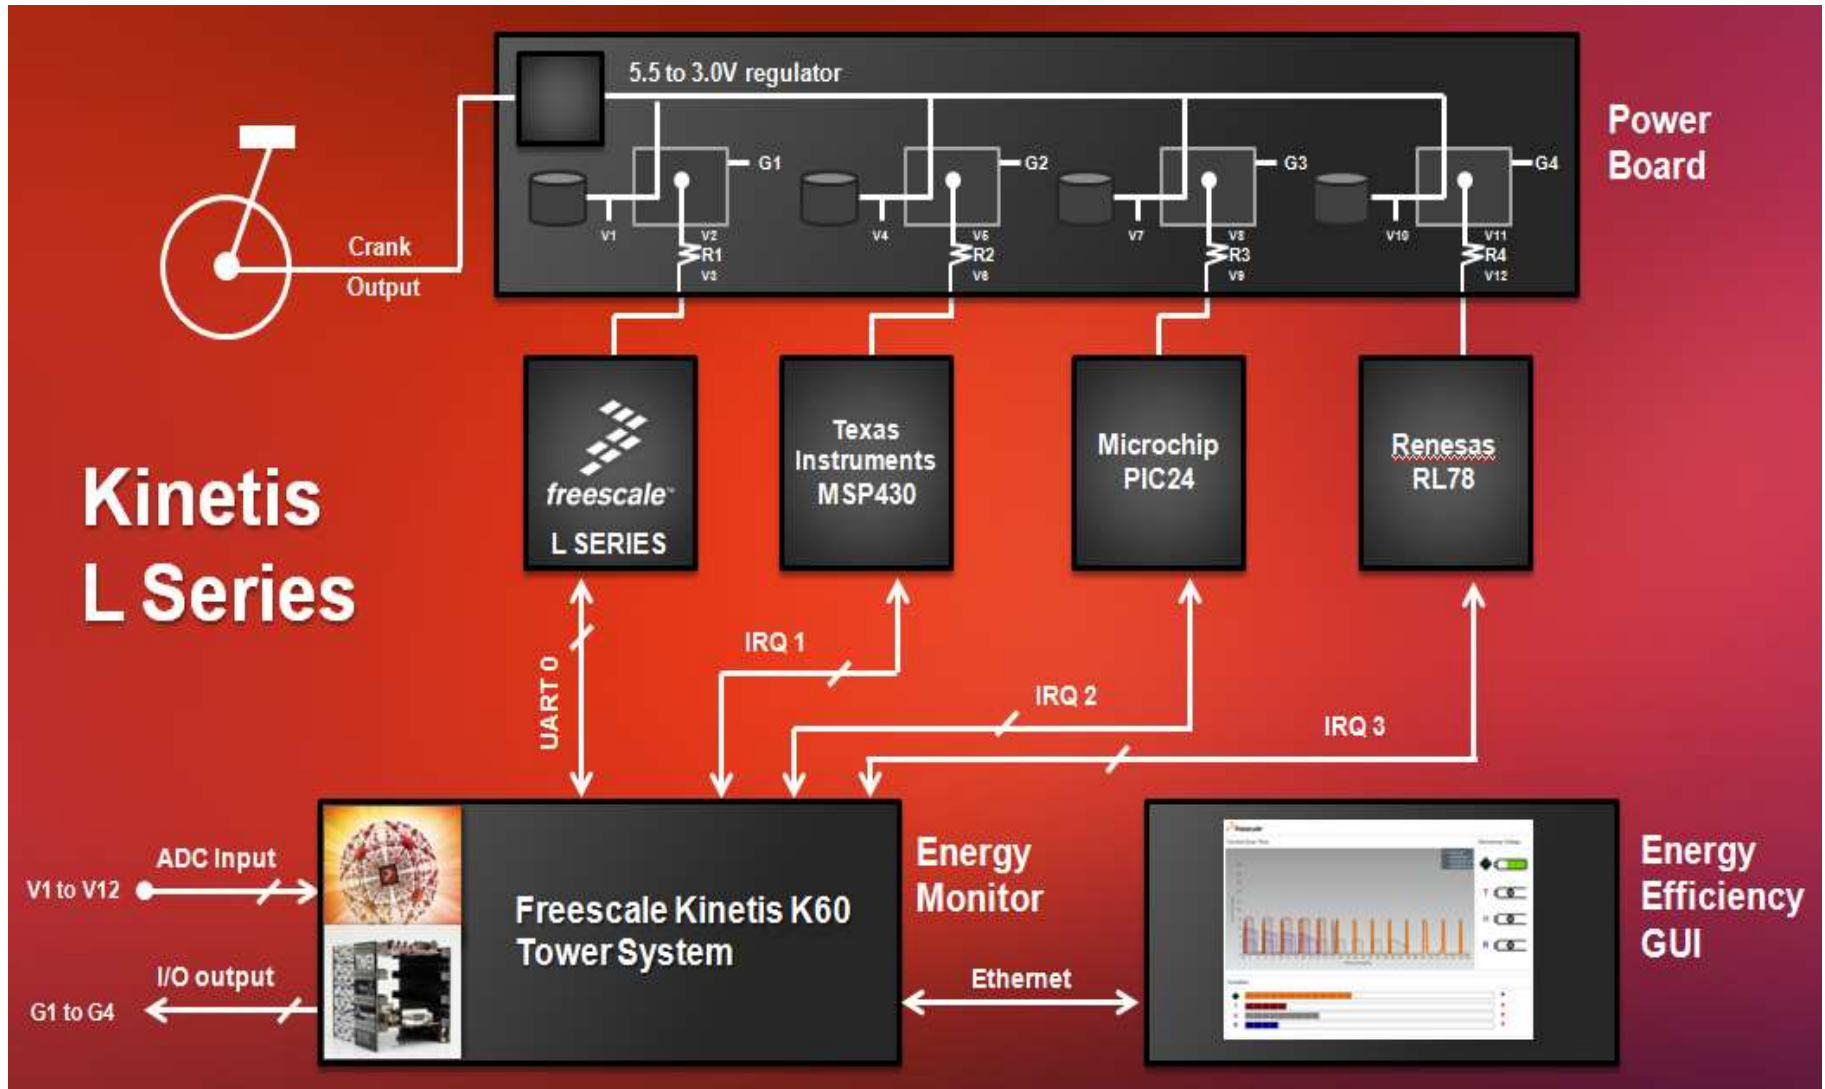 5.5 to 3.0V regulator
Power
Board
G1
G2
G3
G4
V1
V2
V4
V5
V7
V8
V10
V11
R1
R2
R3
R4
V3
V6
V9
V12
Crank
Output
freescale™
L SERIES
Texas
Instruments
MSP430
Microchip
PIC24
Renesas
RL78
Kinetis
L Series
UART 0
IRQ 1
IRQ 2
IRQ 3
ADC Input
V1 to V12
I/O output
G1 to G4
Freescale Kinetis K60
Tower System
Energy
Monitor
Ethernet
freescale
Energy
Efficiency
GUI